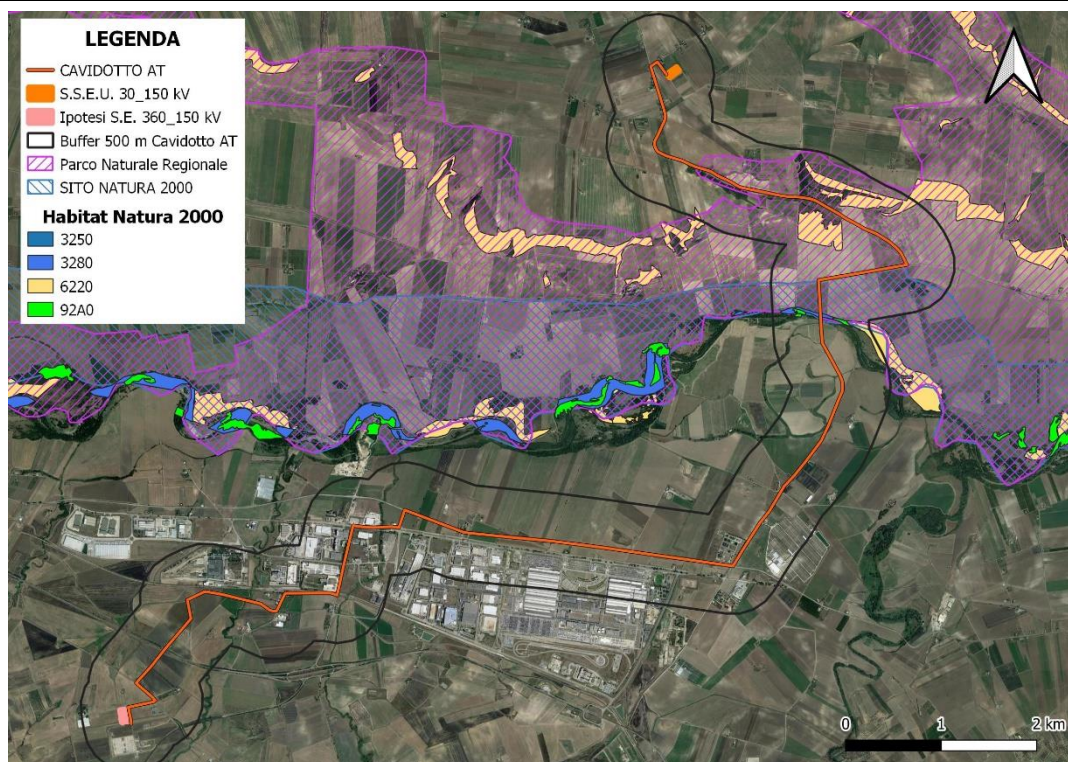 LEGENDA
CAVIDOTTO AT
S.S.E.U. 30_150 kV
Ipotesi S.E. 360_150 kV
Buffer 500 m Cavidotto AT
Parco Naturale Regionale
SITO NATURA 2000
Habitat Natura 2000
3250
3280
6220
92A0
0 1 2 km